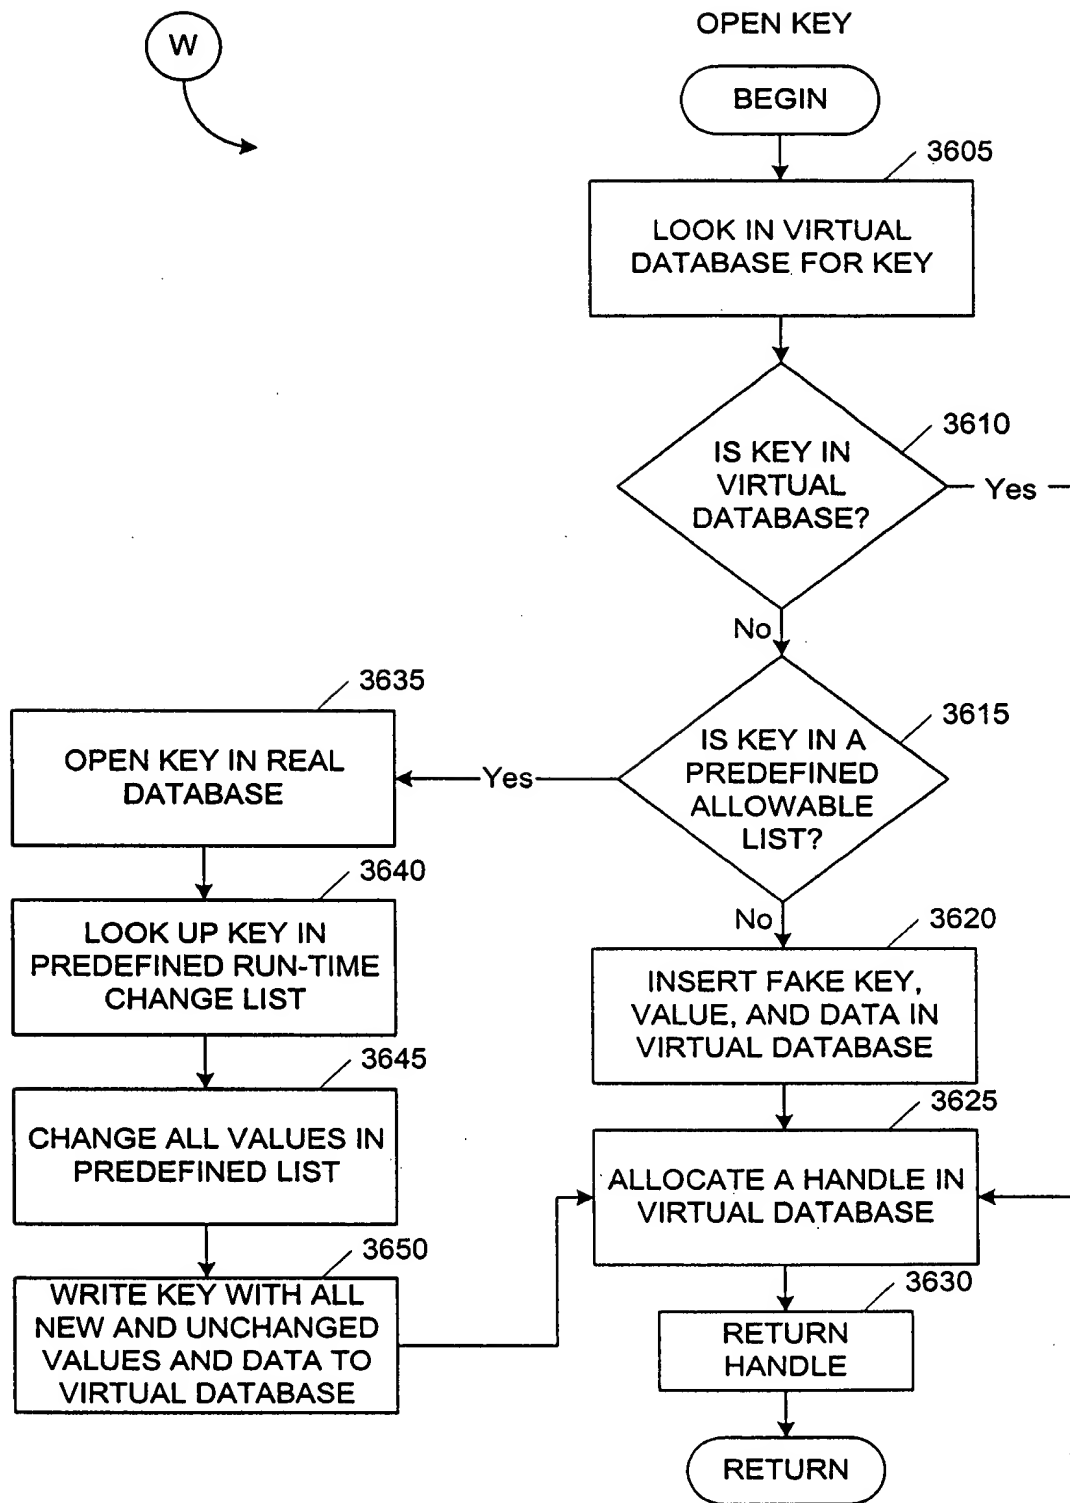 W
OPEN KEY
BEGIN
3605
LOOK IN VIRTUAL
DATABASE FOR KEY
3610
IS KEY IN
VIRTUAL
DATABASE?
Yes
No
3615
IS KEY IN A
PREDEFINED
ALLOWABLE
LIST?
Yes
No
3635
OPEN KEY IN REAL
DATABASE
3640
LOOK UP KEY IN
PREDEFINED RUN-TIME
CHANGE LIST
3645
CHANGE ALL VALUES IN
PREDEFINED LIST
3650
WRITE KEY WITH ALL
NEW AND UNCHANGED
VALUES AND DATA TO
VIRTUAL DATABASE
3620
INSERT FAKE KEY,
VALUE, AND DATA IN
VIRTUAL DATABASE
3625
ALLOCATE A HANDLE IN
VIRTUAL DATABASE
3630
RETURN
HANDLE
RETURN